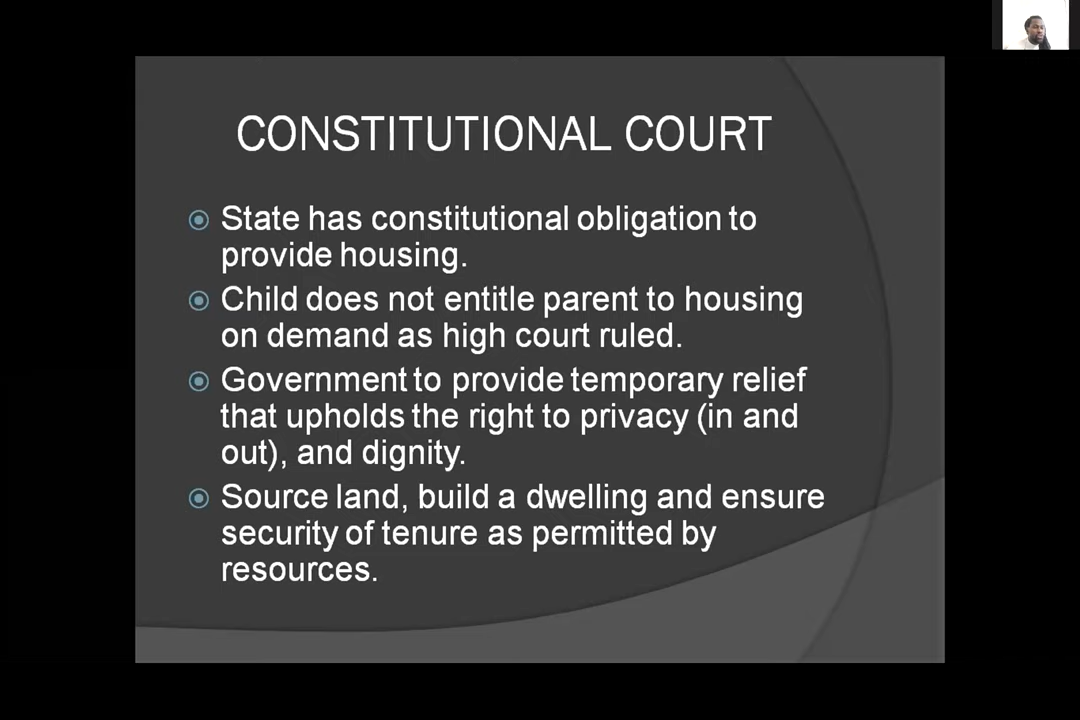 CONSTITUTIONAL COURT
State has constitutional obligation to
provide housing.
Child does not entitle parent to housing
on demand as high court ruled.
Government to provide temporary relief
that upholds the right to privacy (in and
out), and dignity.
Source land, build a dwelling and ensure
security of tenure as permitted by
resources.